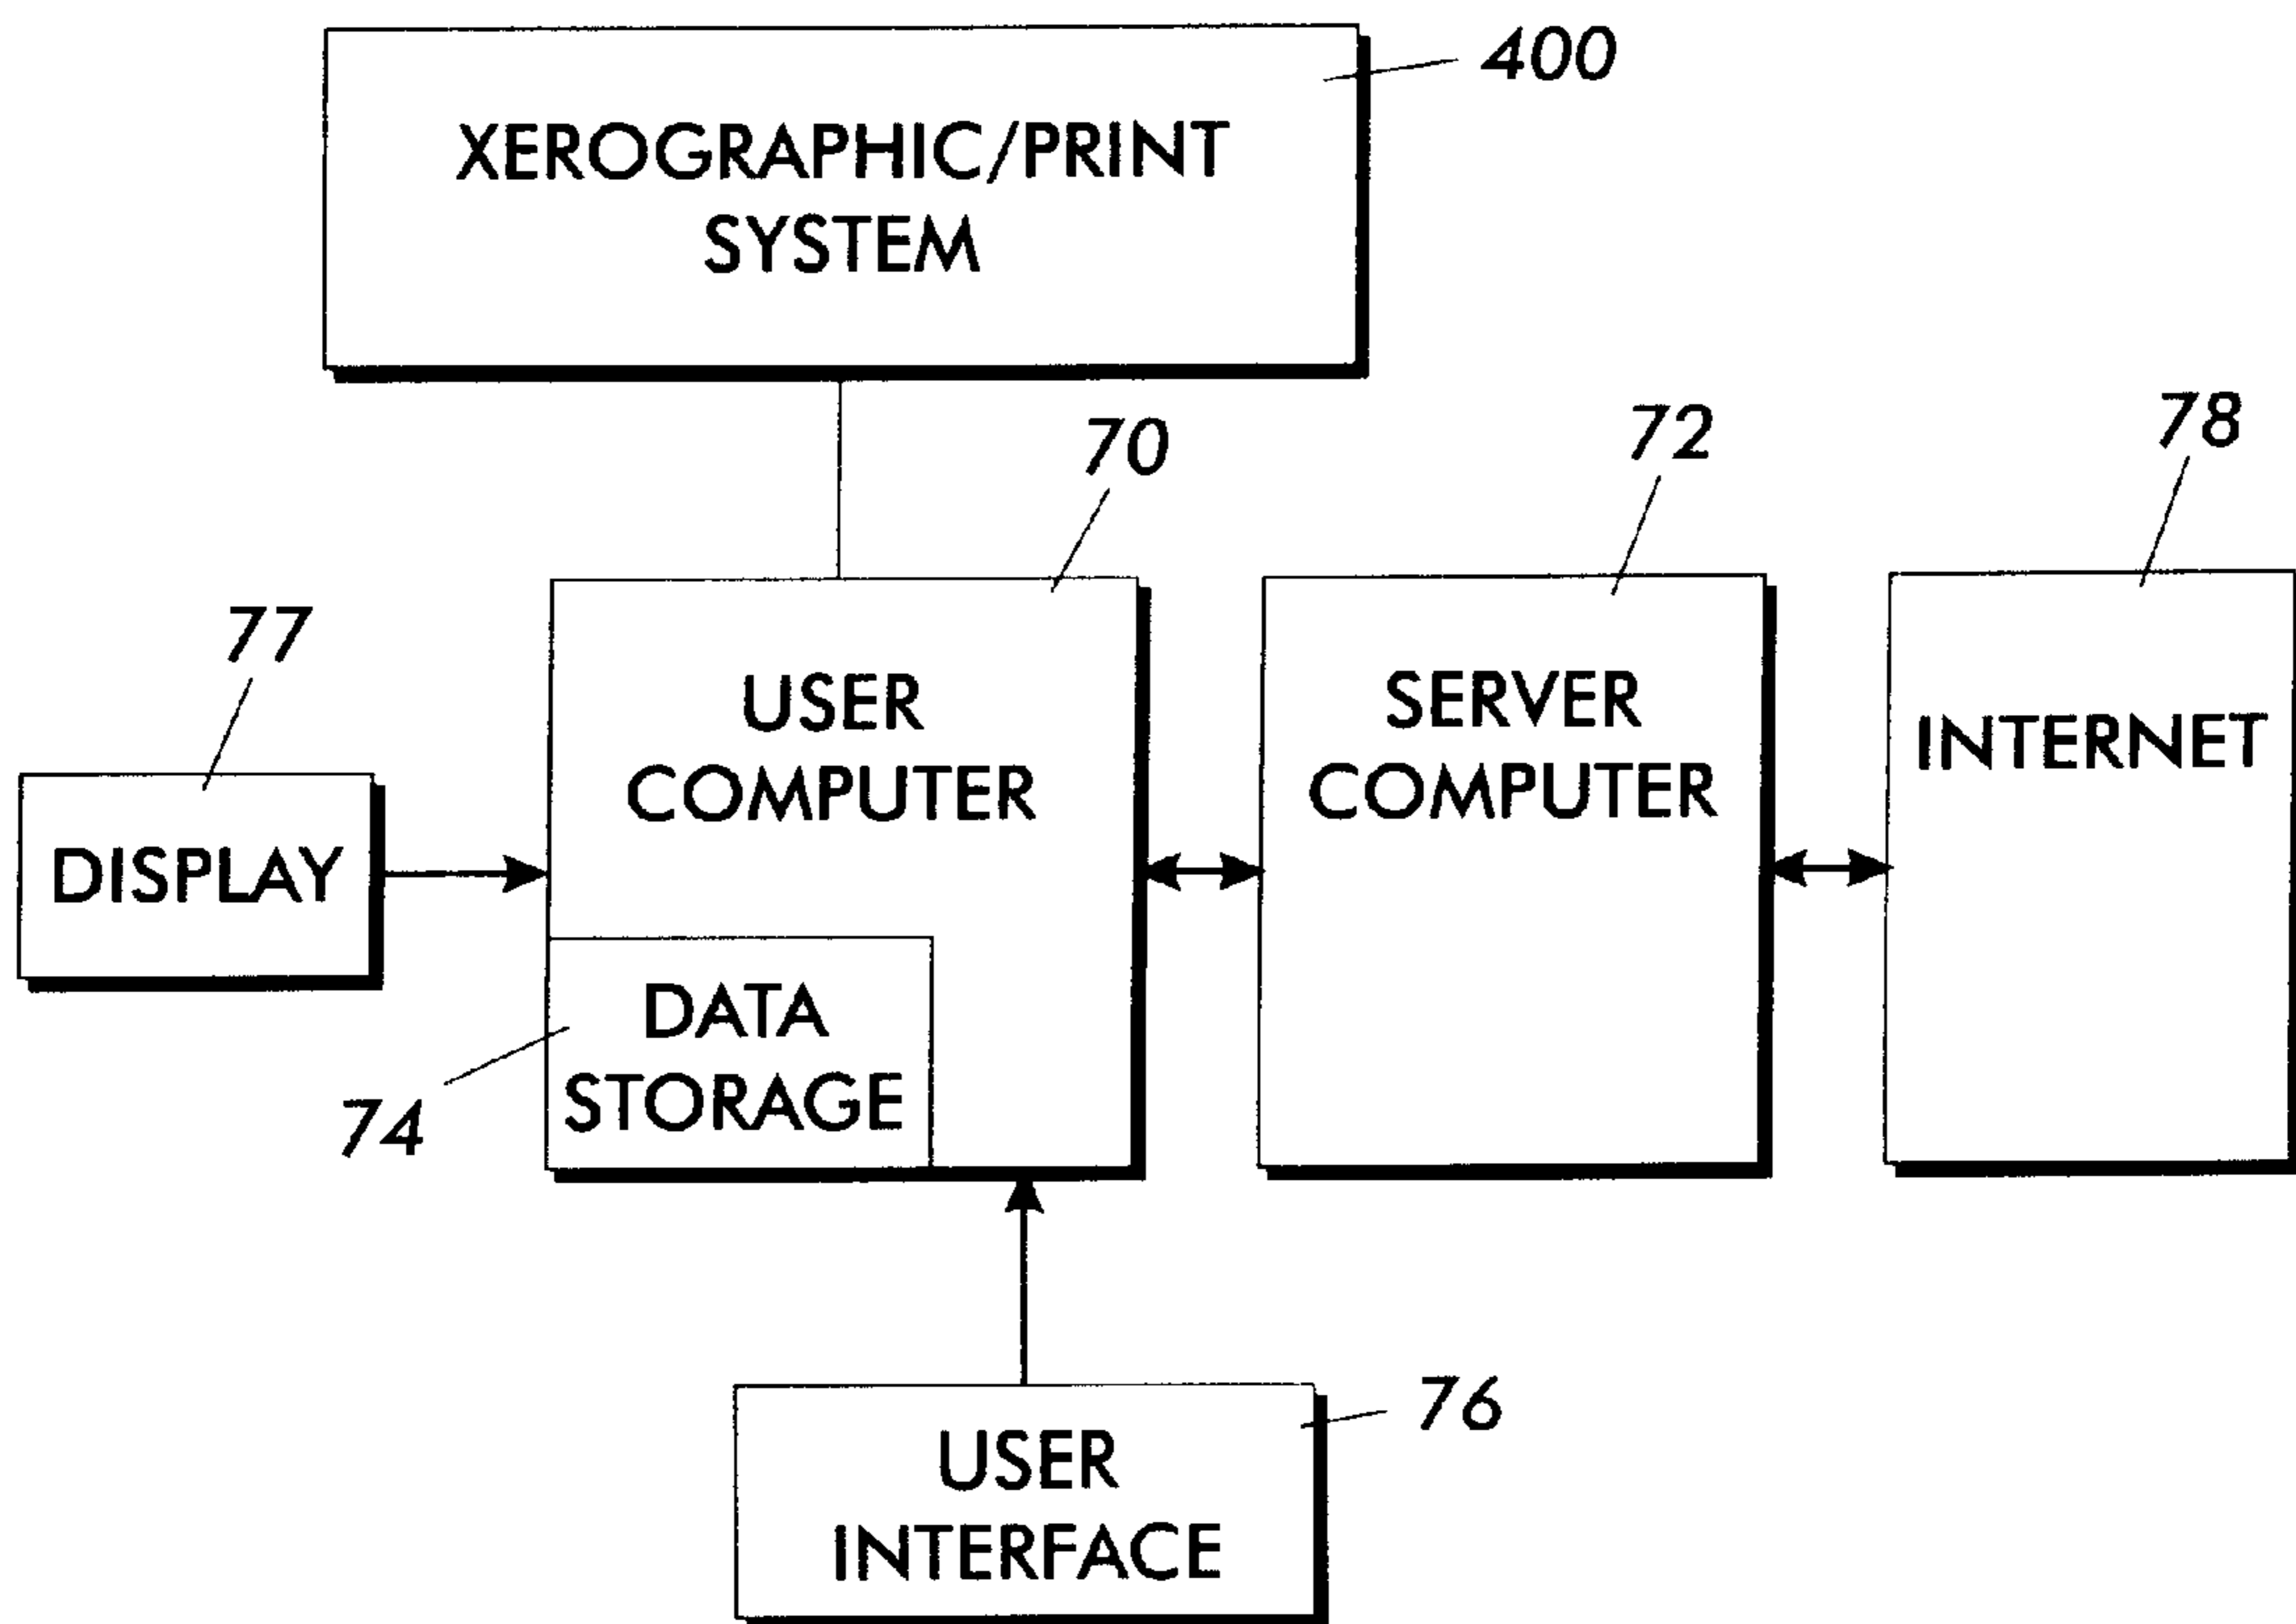 400
XEROGRAPHIC/PRINT
SYSTEM
70
72
78
77
USER
COMPUTER
SERVER
COMPUTER
INTERNET
DISPLAY
DATA
STORAGE
74
76
USER
INTERFACE